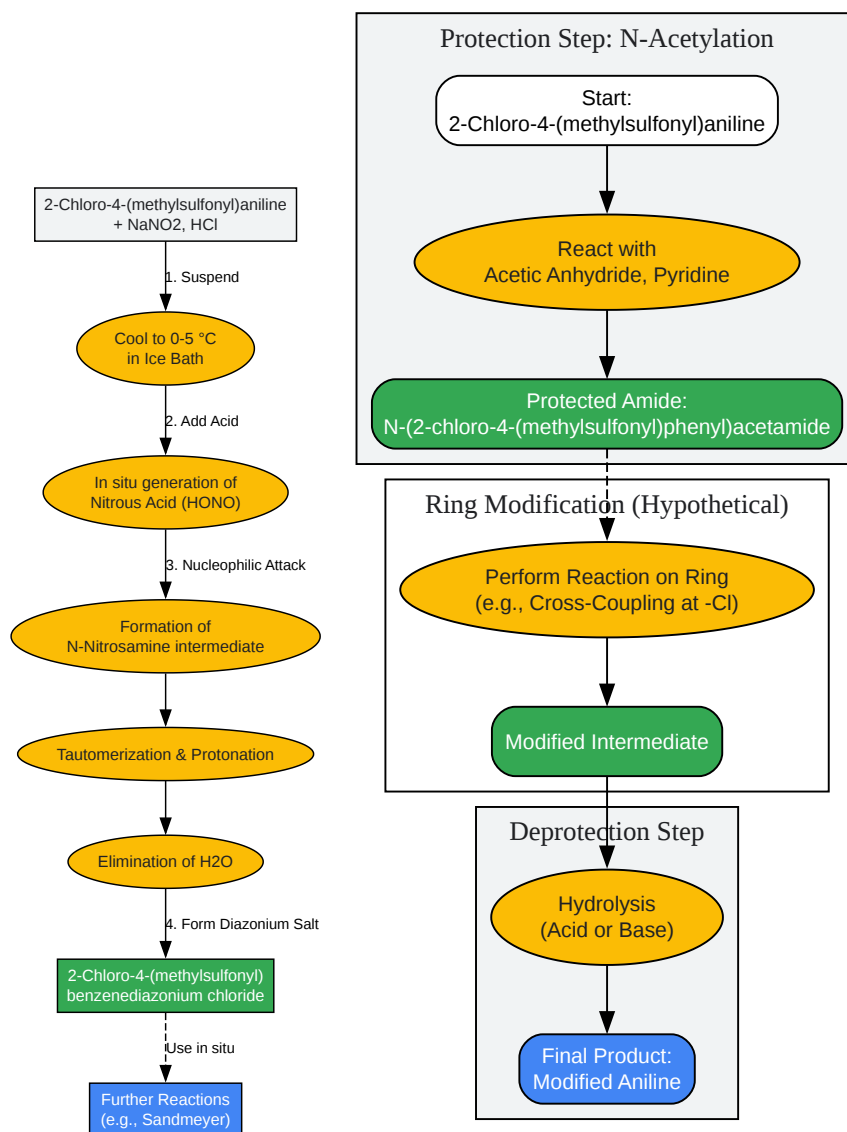 2-Chloro-4-(methylsulfonyl)aniline
+ NaNO2, HCl
1. Suspend
Cool to 0-5 °C
in Ice Bath
2. Add Acid
In situ generation of
Nitrous Acid (HONO)
3. Nucleophilic Attack
Formation of
N-Nitrosamine intermediate
Tautomerization & Protonation
Elimination of H2O
4. Form Diazonium Salt
2-Chloro-4-(methylsulfonyl)
benzenediazonium chloride
Use in situ
Further Reactions
(e.g., Sandmeyer)
Protection Step: N-Acetylation
Start:
2-Chloro-4-(methylsulfonyl)aniline
React with
Acetic Anhydride, Pyridine
Protected Amide:
N-(2-chloro-4-(methylsulfonyl)phenyl)acetamide
Ring Modification (Hypothetical)
Perform Reaction on Ring
(e.g., Cross-Coupling at -Cl)
Modified Intermediate
Deprotection Step
Hydrolysis
(Acid or Base)
Final Product:
Modified Aniline